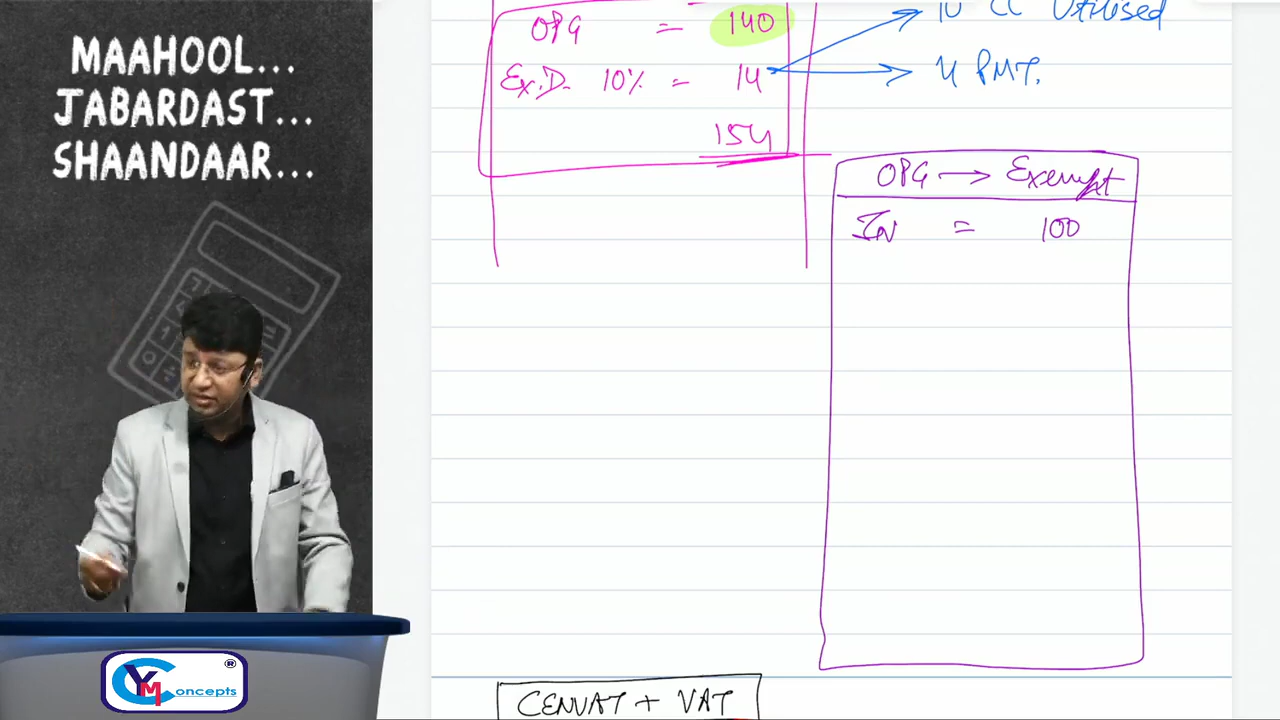 MAAHOOL...
JABARDAST...
SHAANDAAR...
OPG = 140
Ex.D. 10% = 14
154
10 CC Utilised
4 PMT.
OPG → Exempt
IN = 100
CENVAT + VAT
CYM Concepts ®